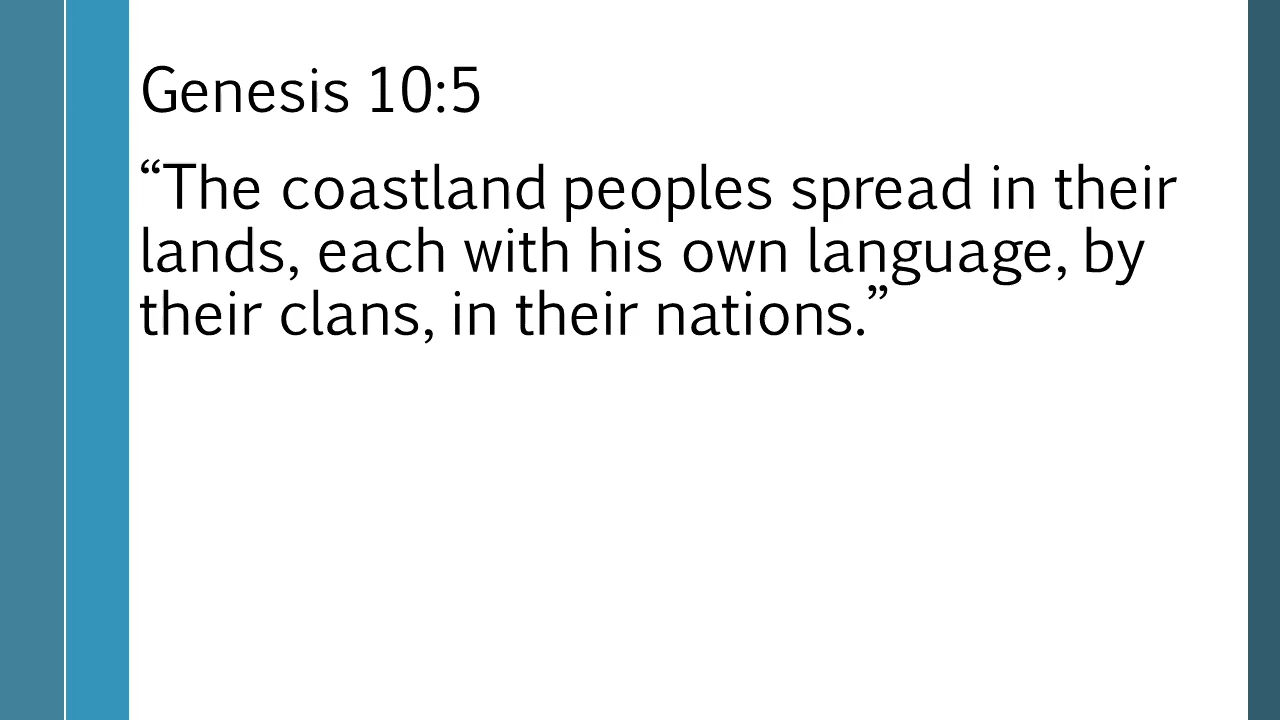 Genesis 10:5
“The coastland peoples spread in their
lands, each with his own language, by
their clans, in their nations.”